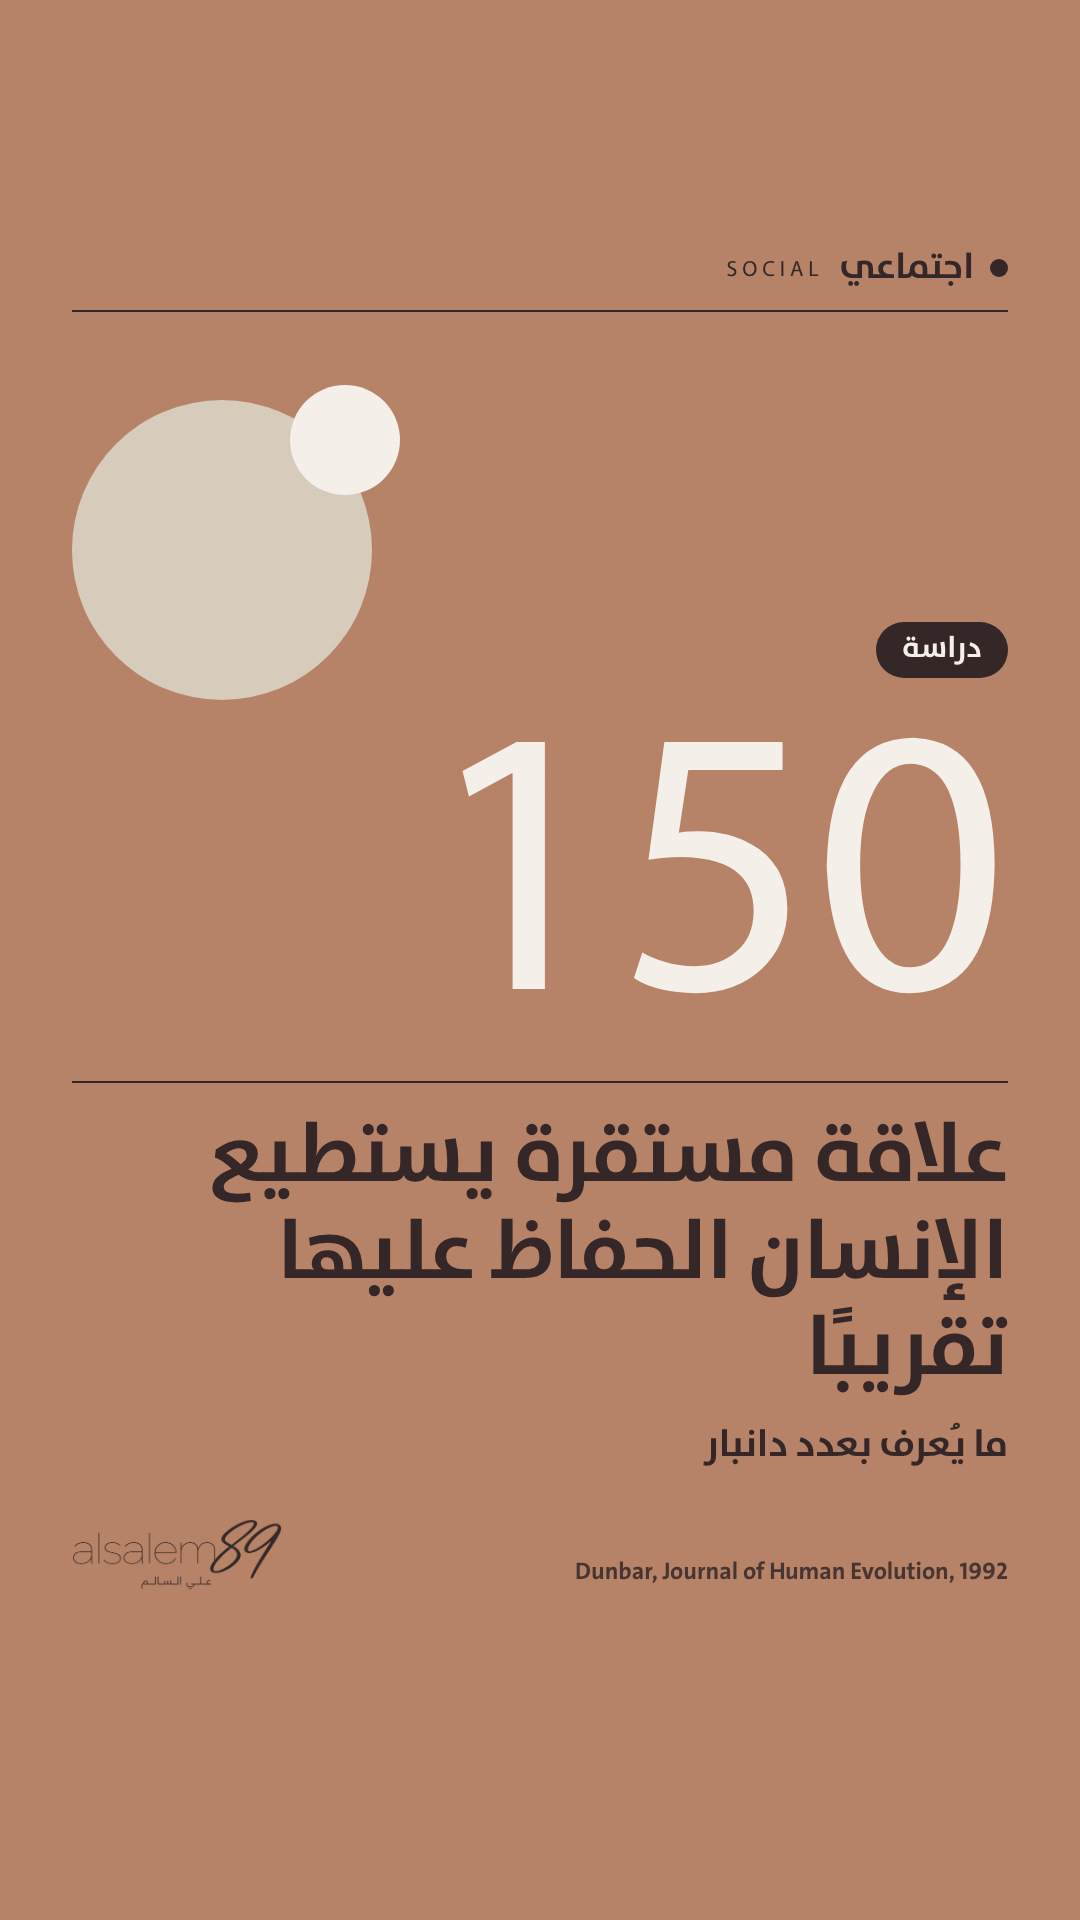 اجتماعي SOCIAL
دراسة
150
علاقة مستقرة يستطيع
الإنسان الحفاظ عليها
تقريبًا
ما يُعرف بعدد دانبار
Dunbar, Journal of Human Evolution, 1992
alsalem89
علي السالم